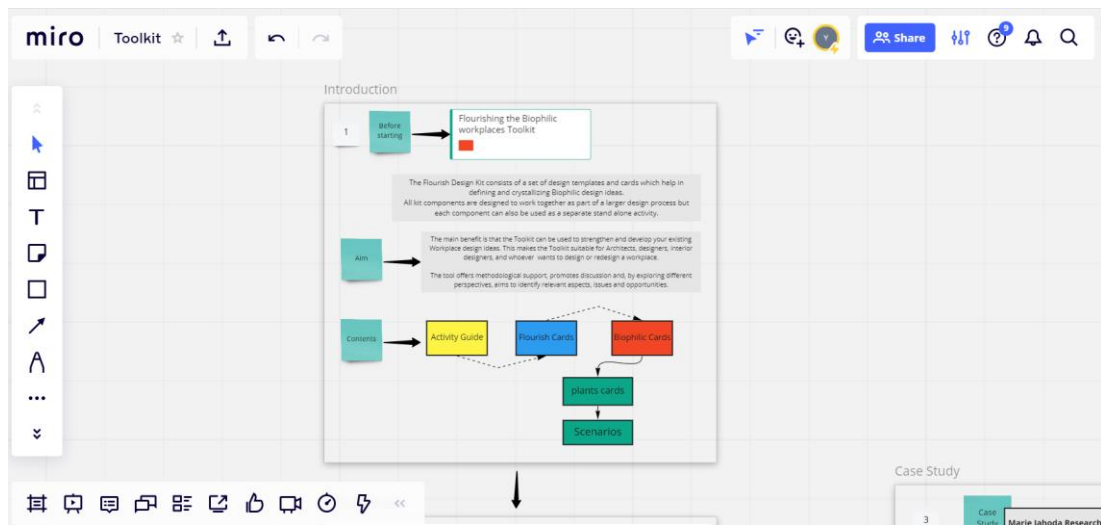 miro
Toolkit
Share
9
Y
Introduction
1
Before
starting
Flourishing the Biophilic
workplaces Toolkit
The Flourish Design Kit consists of a set of design templates and cards which help in
defining and crystallizing Biophilic design ideas.
All kit components are designed to work together as part of a larger design process but
each component can also be used as a separate stand alone activity.
Aim
The main benefit is that the Toolkit can be used to strengthen and develop your existing
Workplace design ideas. This makes the Toolkit suitable for Architects, designers, interior
designers, and whoever wants to design or redesign a workplace.
The tool offers methodological support, promotes discussion and, by exploring different
perspectives, aims to identify relevant aspects, issues and opportunities.
Contents
Activity Guide
Flourish Cards
Biophilic Cards
plants cards
Scenarios
Case Study
3
Case
Study
Marie Jahoda Research